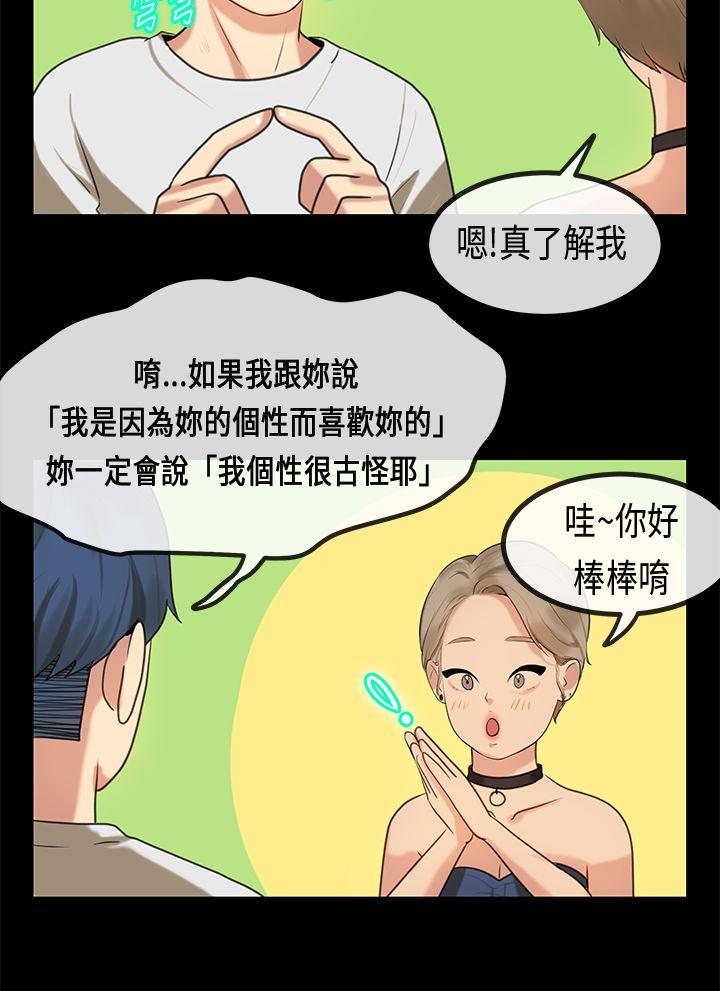 嗯!真了解我
唷...如果我跟妳說
「我是因為妳的個性而喜歡妳的」
妳一定會說「我個性很古怪耶」
哇~你好
棒棒唷